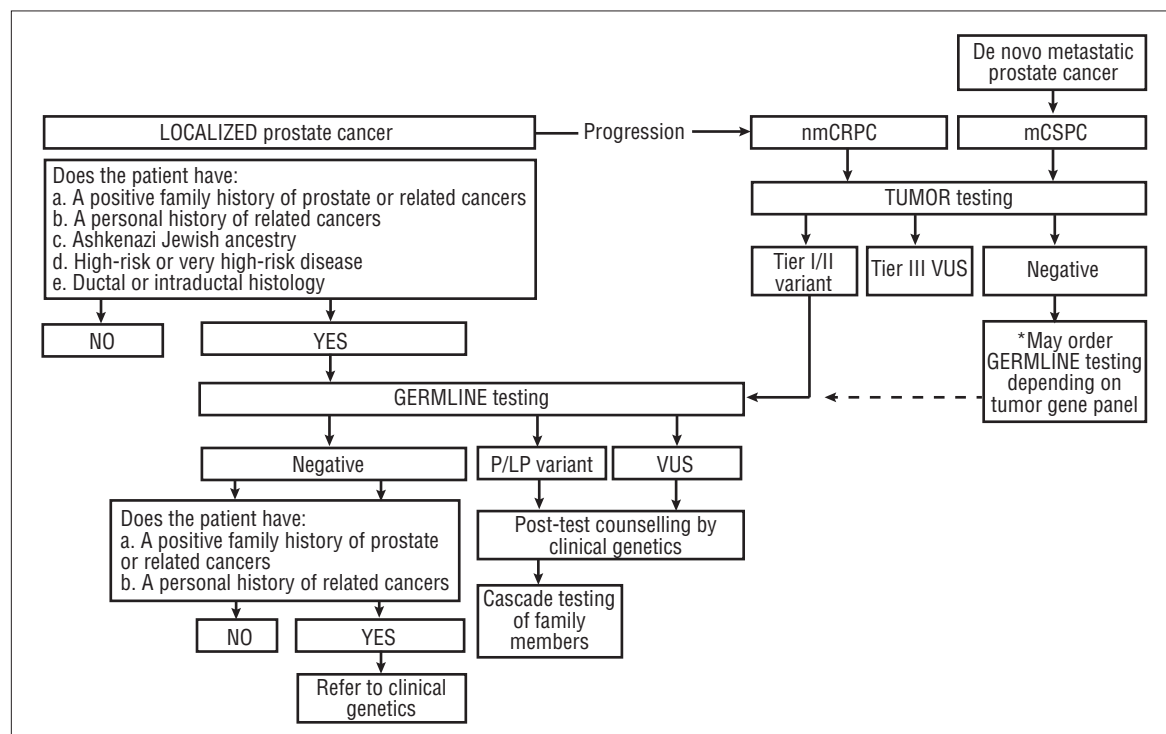 De novo metastatic
prostate cancer
LOCALIZED prostate cancer
Progression
nmCRPC
mCSPC
Does the patient have:
a. A positive family history of prostate or related cancers
b. A personal history of related cancers
c. Ashkenazi Jewish ancestry
d. High-risk or very high-risk disease
e. Ductal or intraductal histology
TUMOR testing
Tier I/II
variant
Tier III VUS
Negative
NO
YES
*May order
GERMLINE testing
depending on
tumor gene panel
GERMLINE testing
Negative
P/LP variant
VUS
Does the patient have:
a. A positive family history of prostate
or related cancers
b. A personal history of related cancers
Post-test counselling by
clinical genetics
Cascade testing
of family
members
NO
YES
Refer to clinical
genetics